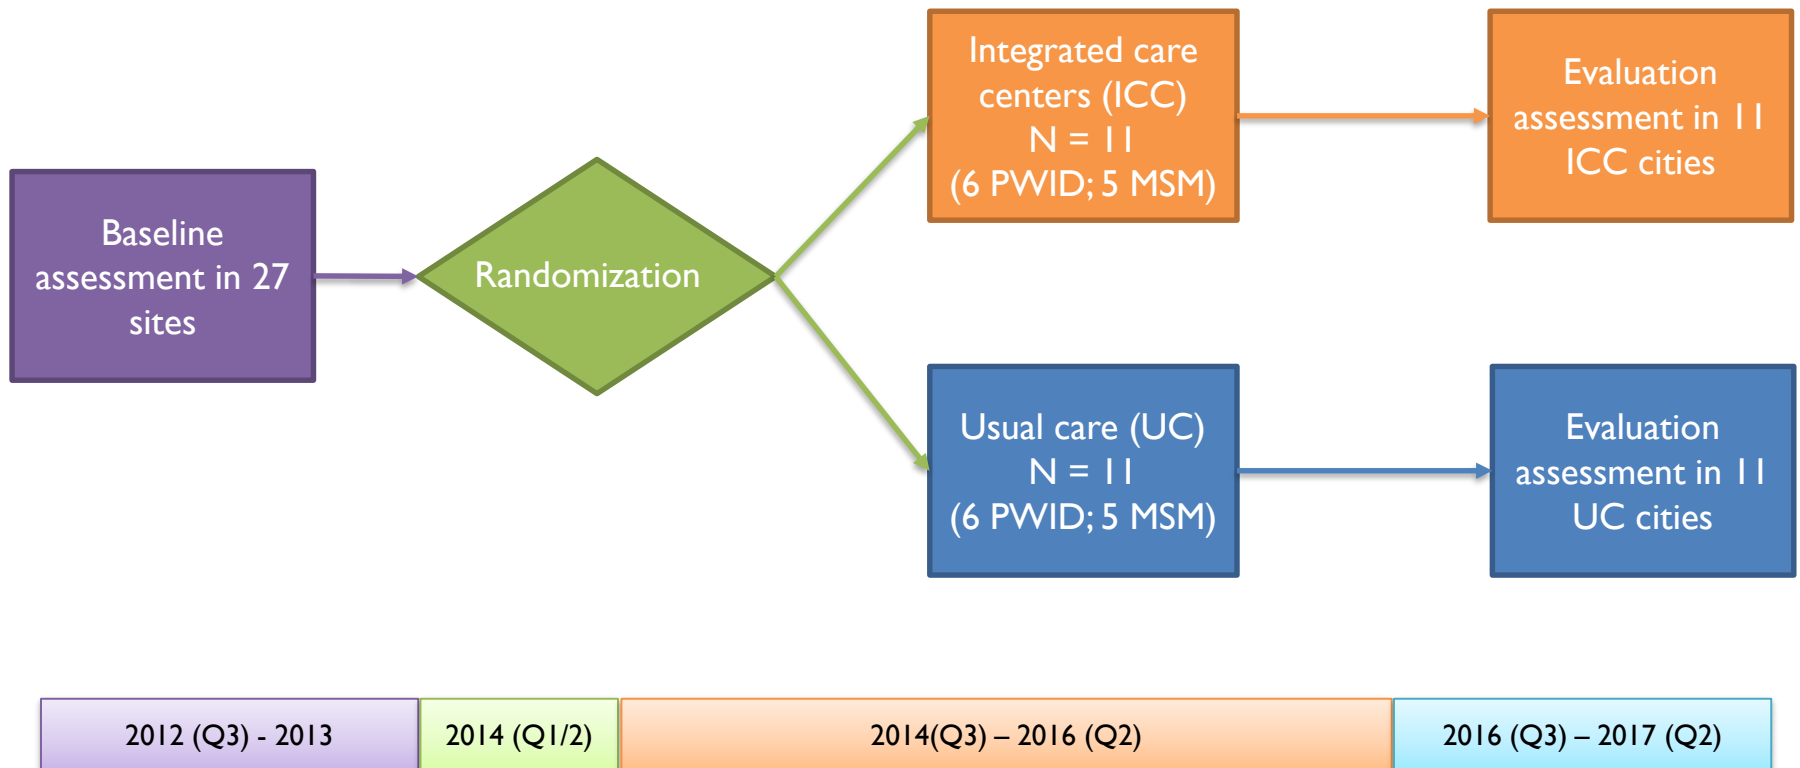 Baseline
assessment in 27
sites
Randomization
Integrated care
centers (ICC)
N = 11
(6 PWID; 5 MSM)
Evaluation
assessment in 11
ICC cities
Usual care (UC)
N = 11
(6 PWID; 5 MSM)
Evaluation
assessment in 11
UC cities
2012 (Q3) - 2013
2014 (Q1/2)
2014(Q3) – 2016 (Q2)
2016 (Q3) – 2017 (Q2)